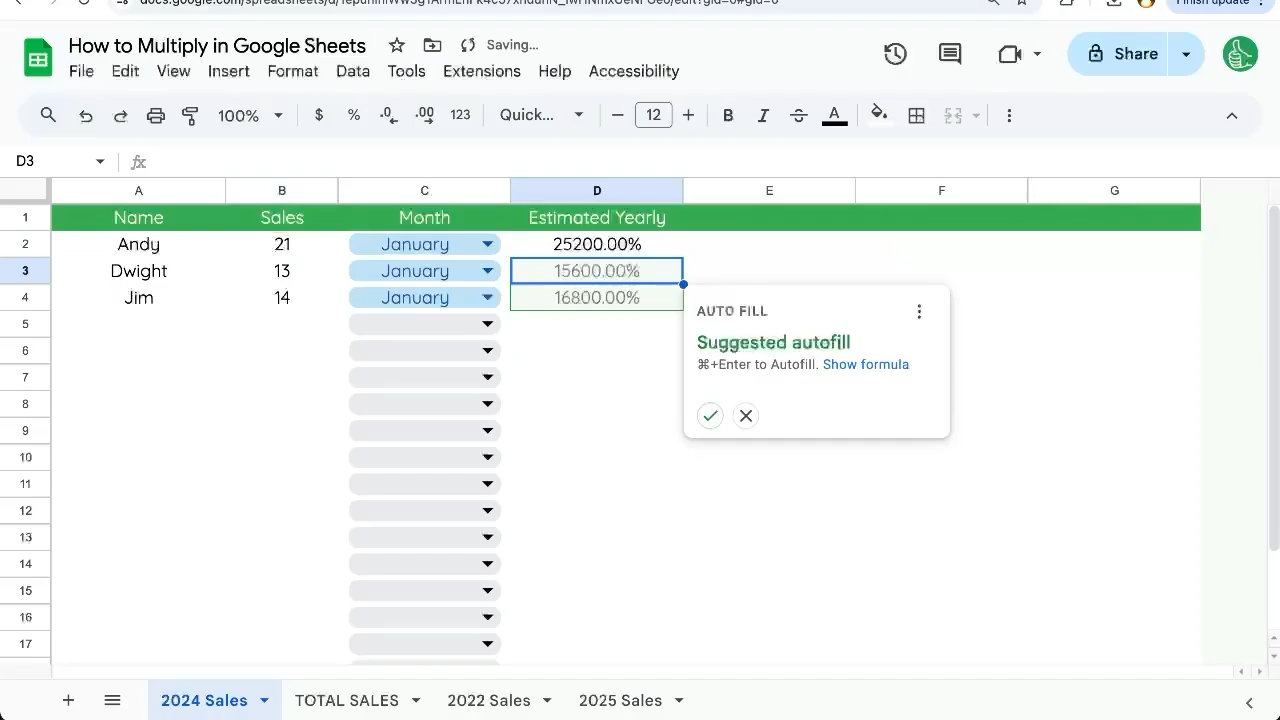 Finish update
How to Multiply in Google Sheets Saving...
Share
File Edit View Insert Format Data Tools Extensions Help Accessibility
100% $ % .0 .00 123 Quick... 12 B I A
D3 fx
A B C D E F G
1 Name Sales Month Estimated Yearly
2 Andy 21 January 25200.00%
3 Dwight 13 January 15600.00%
4 Jim 14 January 16800.00%
5
AUTO FILL
6
Suggested autofill
⌘+Enter to Autofill. Show formula
7
8
9
10
11
12
13
14
15
16
17
2024 Sales TOTAL SALES 2022 Sales 2025 Sales